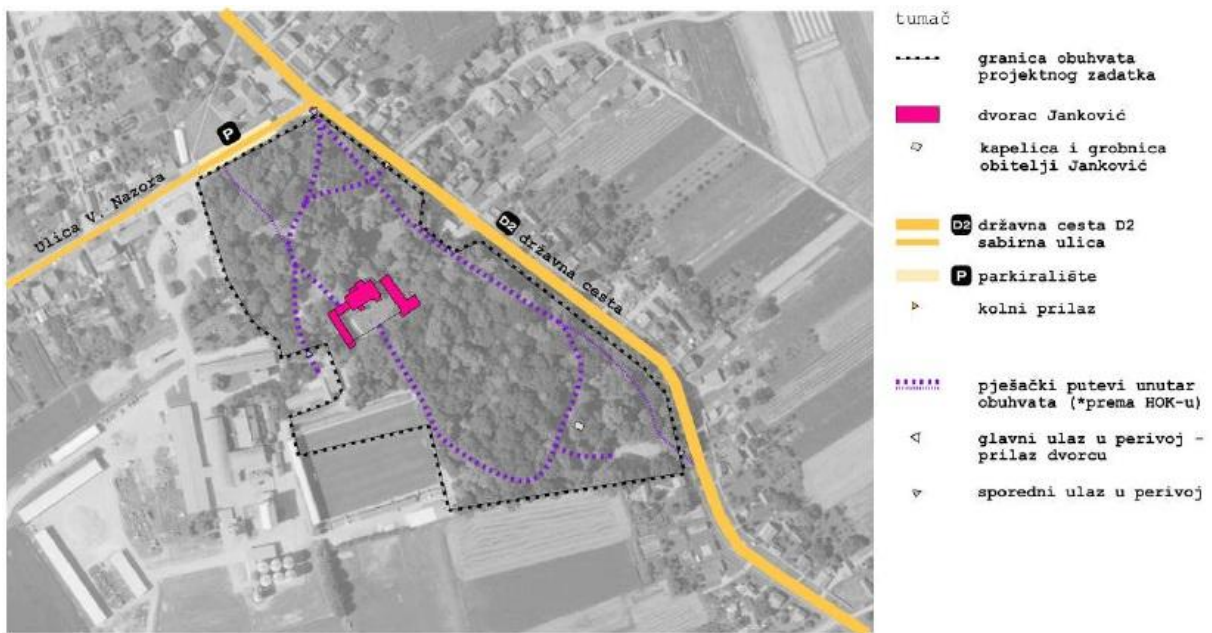 P
Ulica V. Nazora
D2 državna cesta
tumač
granica obuhvata
projektnog zadatka
dvorac Janković
kapelica i grobnica
obitelji Janković
D2 državna cesta D2
sabirna ulica
P parkiralište
kolni prilaz
pješački putevi unutar
obuhvata (*prema HOK-u)
glavni ulaz u perivoj -
prilaz dvorcu
sporedni ulaz u perivoj